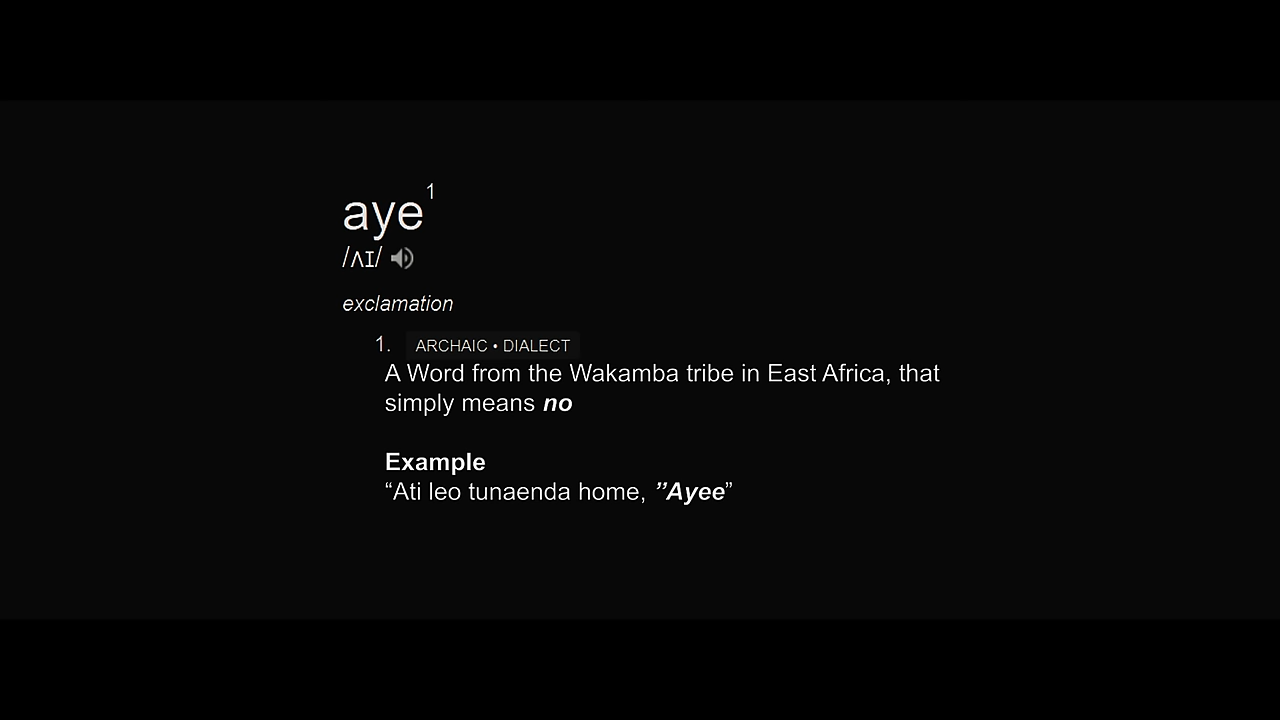 aye¹
/ʌɪ/
exclamation
1. ARCHAIC • DIALECT
A Word from the Wakamba tribe in East Africa, that
simply means no
Example
“Ati leo tunaenda home, ”Ayee”